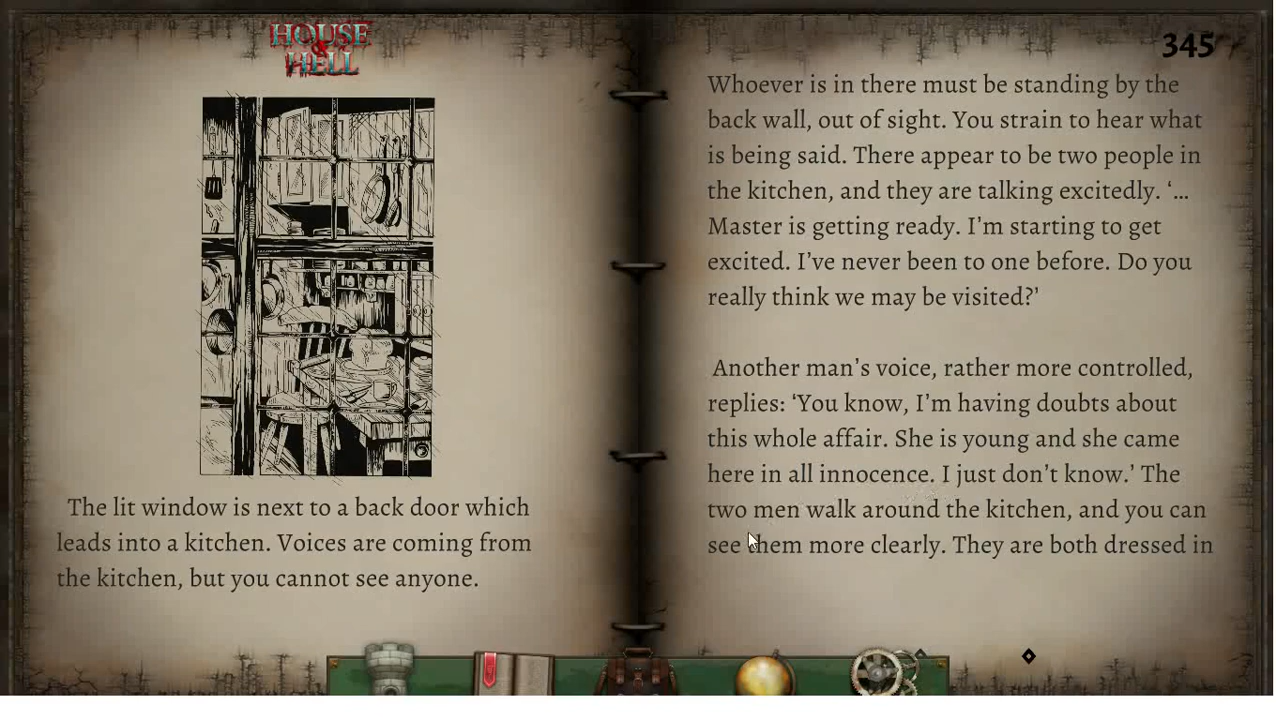 HOUSE
&
HELL
345
The lit window is next to a back door which
leads into a kitchen. Voices are coming from
the kitchen, but you cannot see anyone.
Whoever is in there must be standing by the
back wall, out of sight. You strain to hear what
is being said. There appear to be two people in
the kitchen, and they are talking excitedly. ‘…
Master is getting ready. I’m starting to get
excited. I’ve never been to one before. Do you
really think we may be visited?’
Another man’s voice, rather more controlled,
replies: ‘You know, I’m having doubts about
this whole affair. She is young and she came
here in all innocence. I just don’t know.’ The
two men walk around the kitchen, and you can
see them more clearly. They are both dressed in